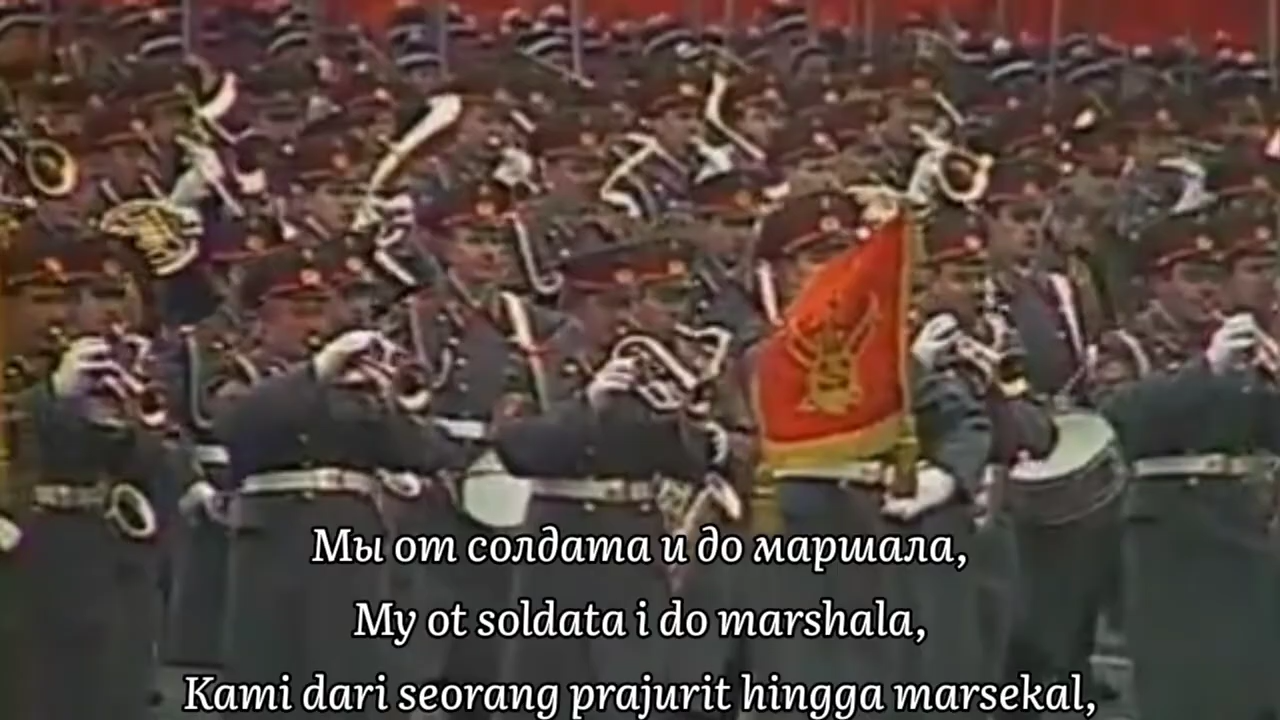 Мы от солдата и до маршала,
My ot soldata i do marshala,
Kami dari seorang prajurit hingga marsekal,